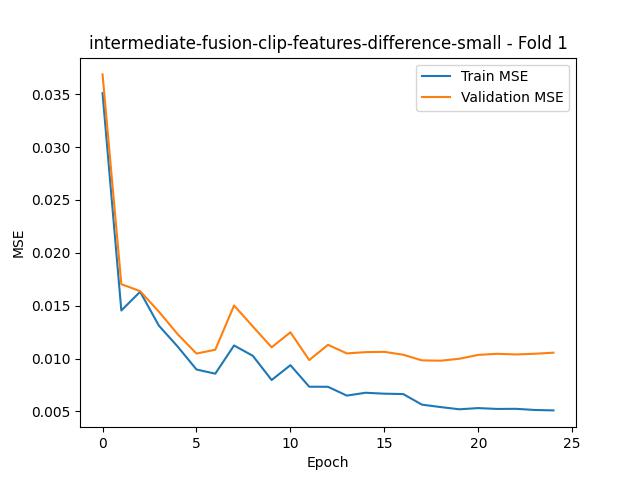 intermediate-fusion-clip-features-difference-small - Fold 1
Train MSE
Validation MSE
0.035
0.030
0.025
0.020
0.015
0.010
0.005
MSE
0 5 10 15 20 25
Epoch